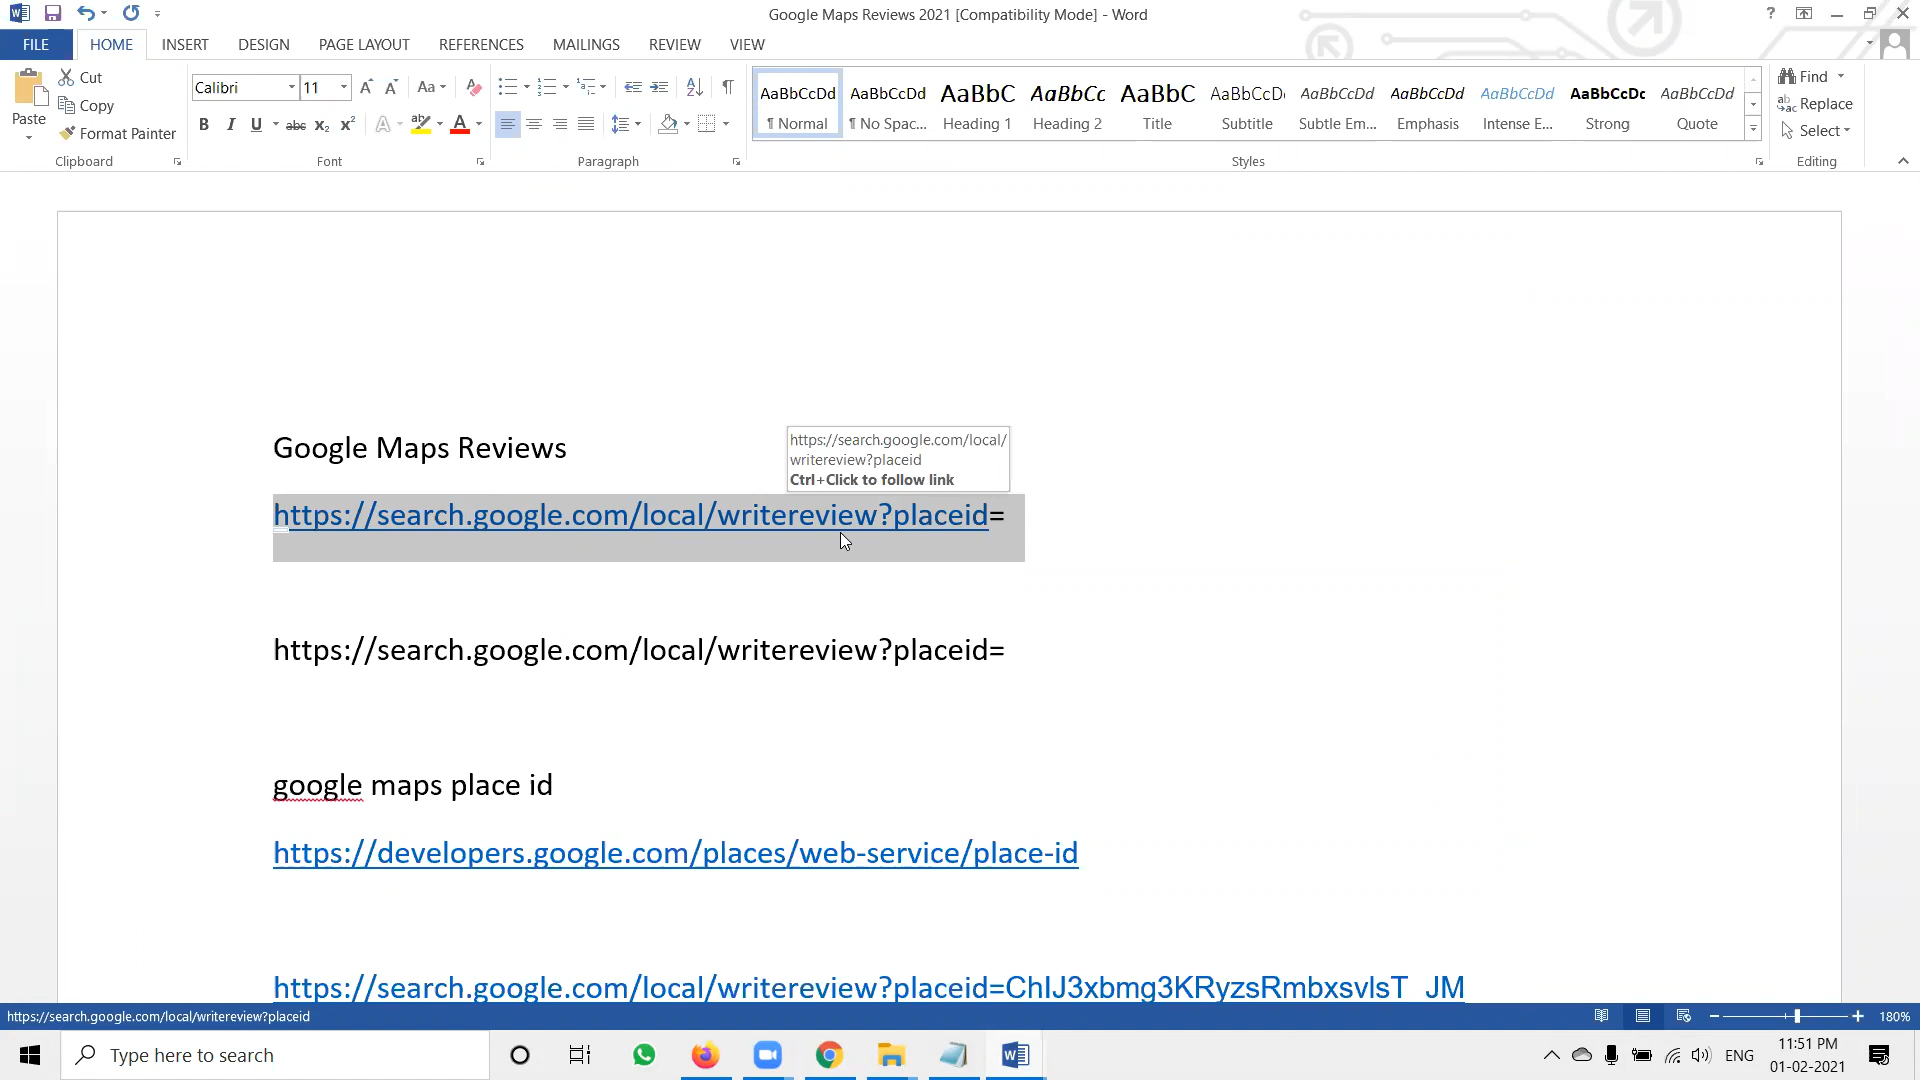 Google Maps Reviews 2021 [Compatibility Mode] - Word
FILE HOME INSERT DESIGN PAGE LAYOUT REFERENCES MAILINGS REVIEW VIEW
Paste
Cut
Copy
Format Painter
Clipboard
Calibri 11
Font
Paragraph
AaBbCcDd AaBbCcDd AaBbC AaBbCc AaBbC AaBbCcD AaBbCcDd AaBbCcDd AaBbCcDd AaBbCcDc AaBbCcDd
¶ Normal ¶ No Spac... Heading 1 Heading 2 Title Subtitle Subtle Em... Emphasis Intense E... Strong Quote
Styles
Find
Replace
Select
Editing
Google Maps Reviews
https://search.google.com/local/
writereview?placeid
Ctrl+Click to follow link
https://search.google.com/local/writereview?placeid=
https://search.google.com/local/writereview?placeid=
google maps place id
https://developers.google.com/places/web-service/place-id
https://search.google.com/local/writereview?placeid=ChIJ3xbmg3KRyzsRmbxsvlsT_JM
https://search.google.com/local/writereview?placeid
180%
Type here to search
ENG
11:51 PM
01-02-2021